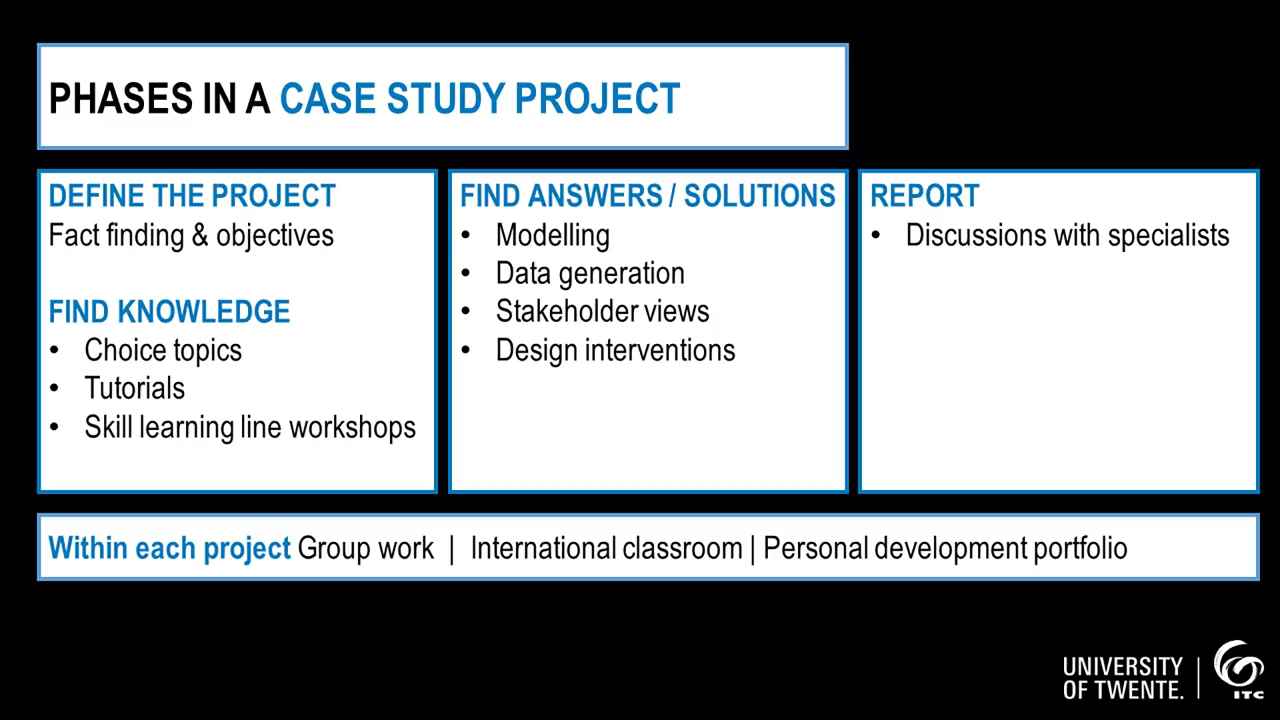 PHASES IN A CASE STUDY PROJECT
DEFINE THE PROJECT
Fact finding & objectives
FIND KNOWLEDGE
• Choice topics
• Tutorials
• Skill learning line workshops
FIND ANSWERS / SOLUTIONS
• Modelling
• Data generation
• Stakeholder views
• Design interventions
REPORT
• Discussions with specialists
Within each project Group work | International classroom | Personal development portfolio
UNIVERSITY
OF TWENTE.
ITC